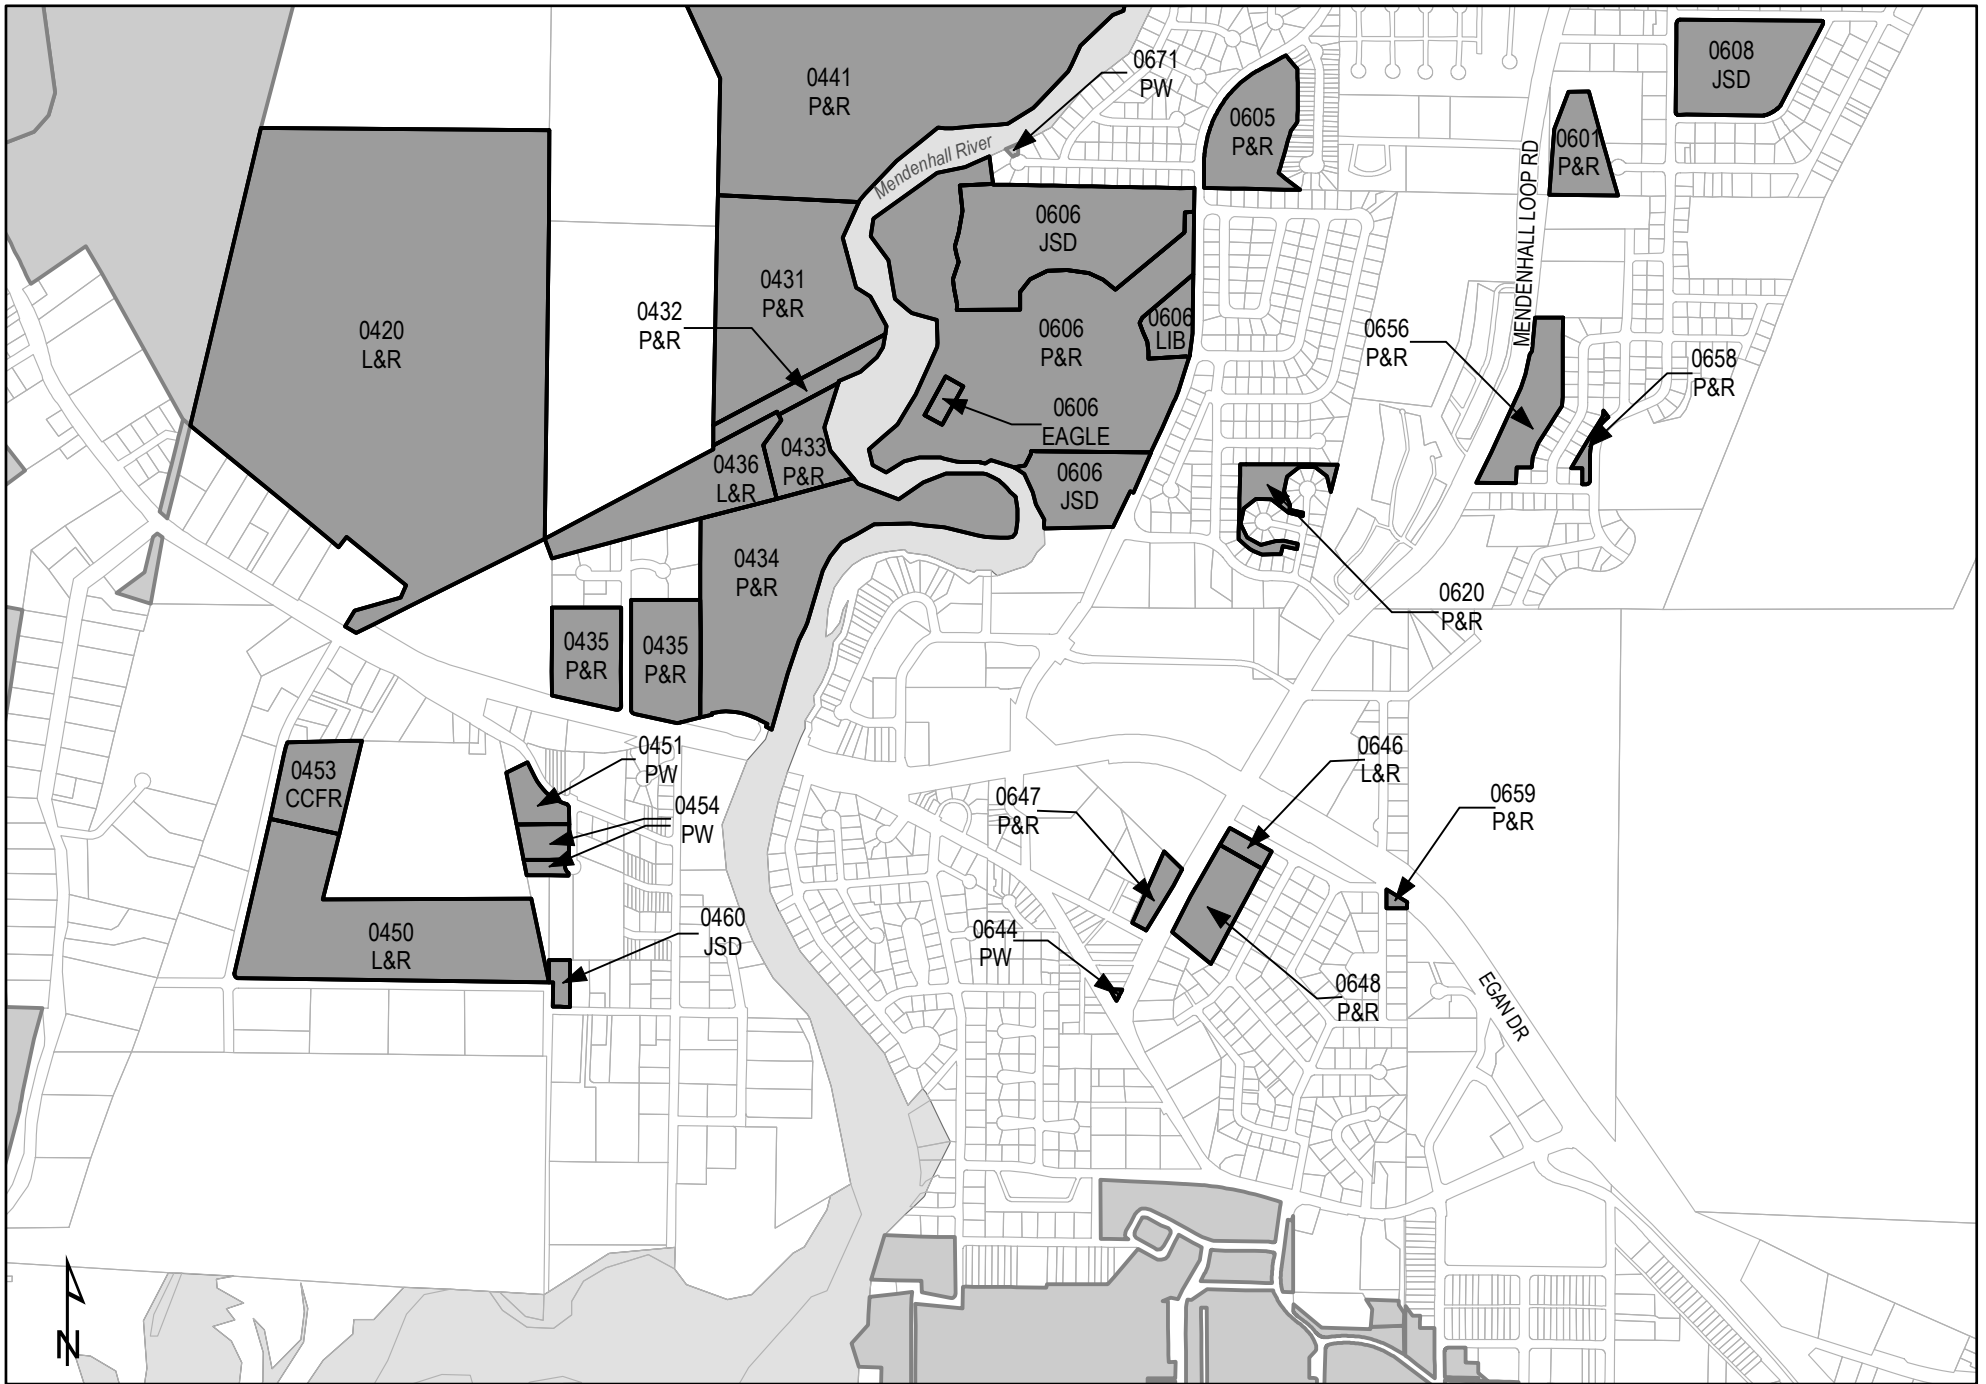 0441
P&R
0671
PW
0608
JSD
0605
P&R
0601
P&R
Mendenhall River
MENDENHALL LOOP RD
0606
JSD
0431
P&R
0432
P&R
0420
L&R
0606
P&R
0606
LIB
0656
P&R
0658
P&R
0606
EAGLE
0433
P&R
0436
L&R
0606
JSD
0434
P&R
0620
P&R
0435
P&R
0435
P&R
0451
PW
0646
L&R
0453
CCFR
0454
PW
0647
P&R
0659
P&R
0460
JSD
0450
L&R
0644
PW
0648
P&R
EGAN DR
N